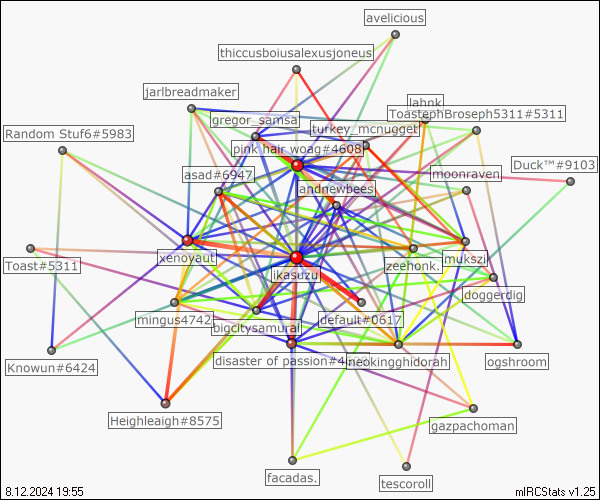 avelicious
thiccusboiusalexusjoneus
jarlbreadmaker
lahnk
gregor_samsa
ToastephBroseph5311#5311
turkey_mcnugget
Random Stuf6#5983
pink hair woag#4608
Duck™#9103
asad#6947
moonraven
andnewbees
xenoyaut
zeehonk.
mukszi
Toast#5311
likasuzu
doggerdig
mingus4742
default#0617
bigcitysamurai
disaster of passion#4
neokingghidorah
ogshroom
Knowun#6424
Heighleaigh#8575
gazpachoman
facadas.
tescoroll
8.12.2024 19:55
mIRCStats v1.25